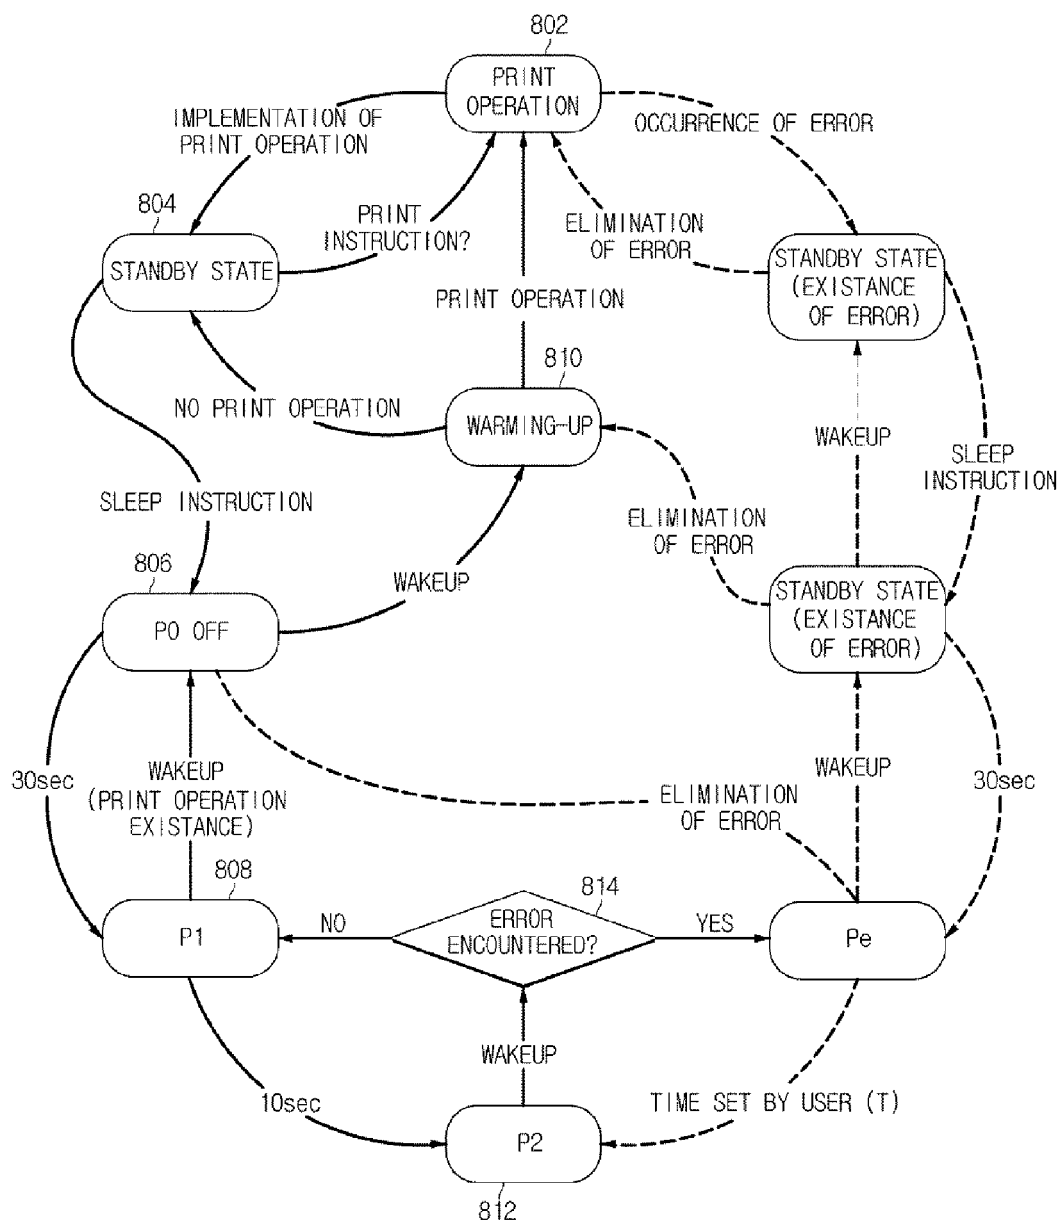 802
PRINT
OPERATION
IMPLEMENTATION OF
PRINT OPERATION
OCCURRENCE OF ERROR
804
PRINT
INSTRUCTION?
ELIMINATION
OF ERROR
STANDBY STATE
STANDBY STATE
(EXISTANCE
OF ERROR)
PRINT OPERATION
810
NO PRINT OPERATION
WARMING-UP
WAKEUP
SLEEP
INSTRUCTION
SLEEP INSTRUCTION
ELIMINATION
OF ERROR
806
WAKEUP
STANDBY STATE
(EXISTANCE
OF ERROR)
PO OFF
30sec
WAKEUP
(PRINT OPERATION
EXISTANCE)
ELIMINATION
OF ERROR
WAKEUP
30sec
808
814
P1
NO
ERROR
ENCOUNTERED?
YES
Pe
WAKEUP
10sec
TIME SET BY USER (T)
P2
812